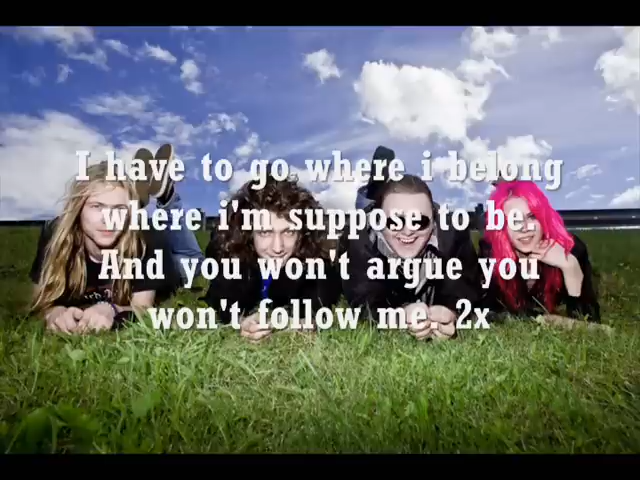 I have to go where i belong
where i'm suppose to be.
And you won't argue you
won't follow me. 2x